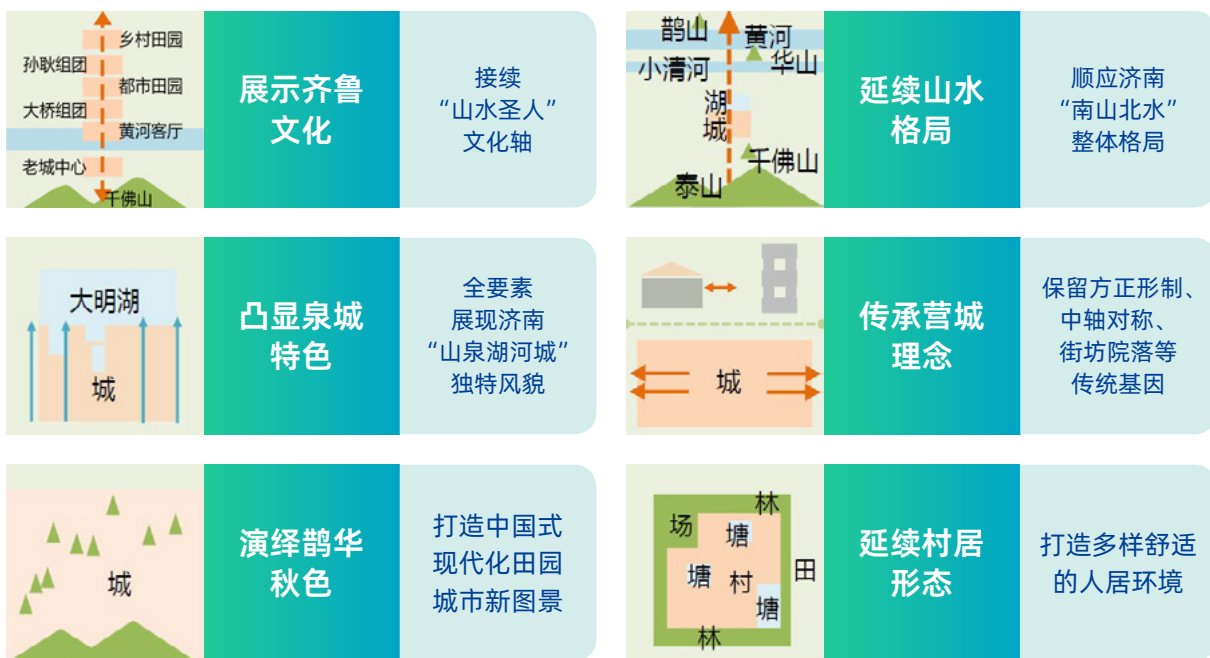 乡村田园
孙耿组团
都市田园
大桥组团
黄河客厅
老城中心
千佛山
展示齐鲁
文化
接续
“山水圣人”
文化轴
鹊山
黄河
小清河
华山
湖
城
千佛山
泰山
延续山水
格局
顺应济南
“南山北水”
整体格局
大明湖
城
凸显泉城
特色
全要素
展现济南
“山泉湖河城”
独特风貌
城
传承营城
理念
保留方正形制、
中轴对称、
街坊院落等
传统基因
城
演绎鹊华
秋色
打造中国式
现代化田园
城市新图景
林
场
塘
塘
村
田
塘
林
延续村居
形态
打造多样舒适
的人居环境